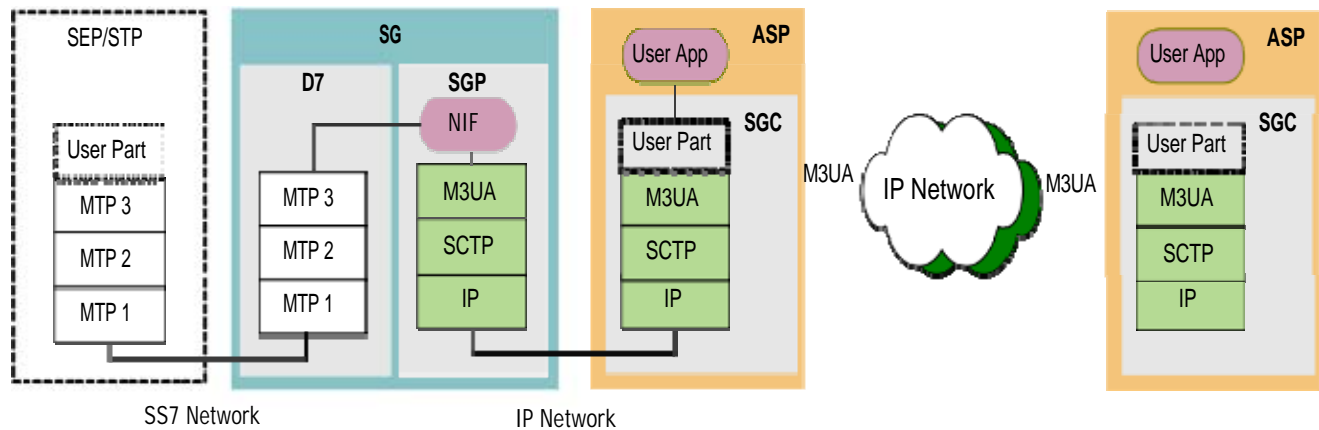 SEP/STP
User Part
MTP 3
MTP 2
MTP 1
SG
D7
MTP 3
MTP 2
MTP 1
SGP
NIF
M3UA
SCTP
IP
ASP
User App
SGC
User Part
M3UA
SCTP
IP
M3UA
IP Network
M3UA
ASP
User App
SGC
User Part
M3UA
SCTP
IP
SS7 Network
IP Network